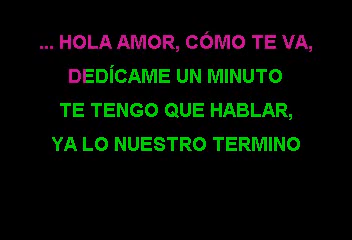 ... HOLA AMOR, CÓMO TE VA,
DEDÍCAME UN MINUTO
TE TENGO QUE HABLAR,
YA LO NUESTRO TERMINO